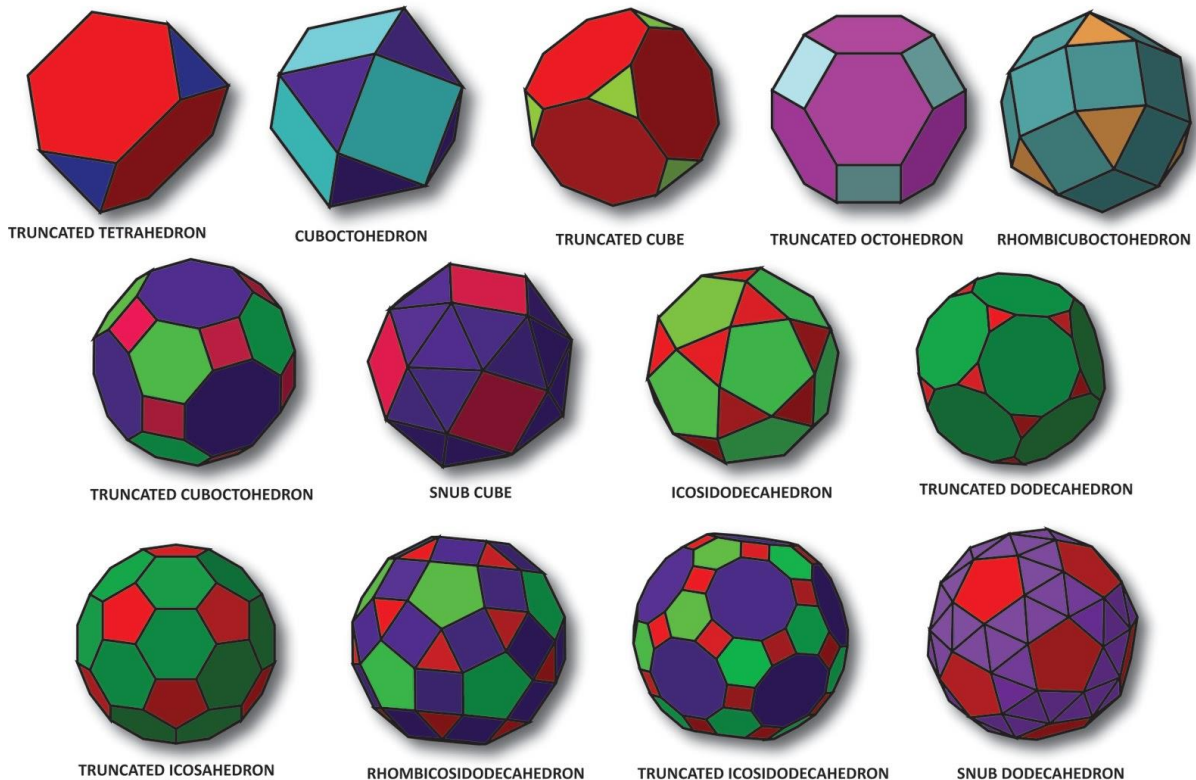 TRUNCATED TETRAHEDRON
CUBOCTOHEDRON
TRUNCATED CUBE
TRUNCATED OCTOHEDRON
RHOMBICUBOCTOHEDRON
TRUNCATED CUBOCTOHEDRON
SNUB CUBE
ICOSIDODECAHEDRON
TRUNCATED DODECAHEDRON
TRUNCATED ICOSAHEDRON
RHOMBICOSIDODECAHEDRON
TRUNCATED ICOSIDODECAHEDRON
SNUB DODECAHEDRON